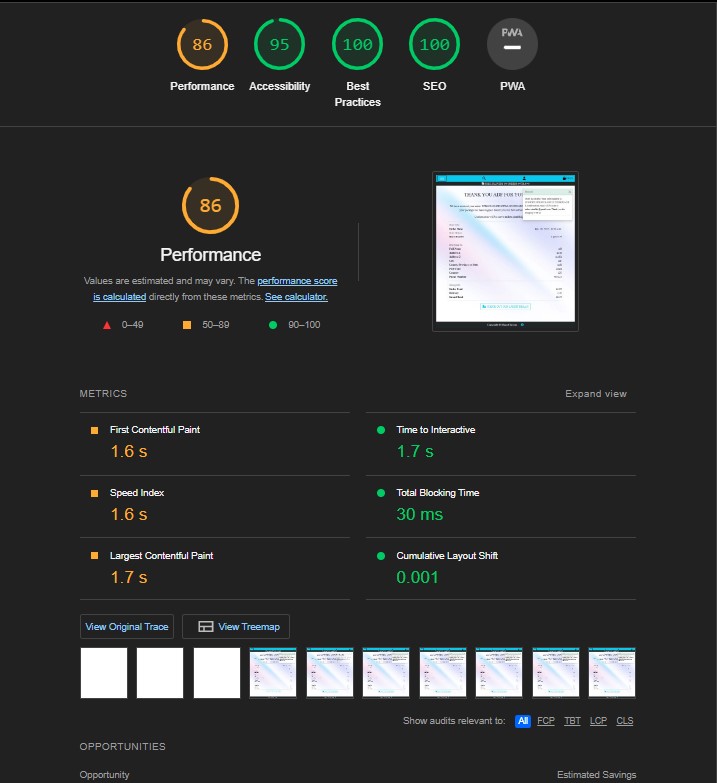 86
95
100
100
PWA
Performance
Accessibility
Best
Practices
SEO
PWA
86
Performance
Values are estimated and may vary. The performance score
is calculated directly from these metrics. See calculator.
0–49
50–89
90–100
THANK YOU
METRICS
Expand view
First Contentful Paint
1.6 s
Time to Interactive
1.7 s
Speed Index
1.6 s
Total Blocking Time
30 ms
Largest Contentful Paint
1.7 s
Cumulative Layout Shift
0.001
View Original Trace
View Treemap
Show audits relevant to: All FCP TBT LCP CLS
OPPORTUNITIES
Opportunity
Estimated Savings